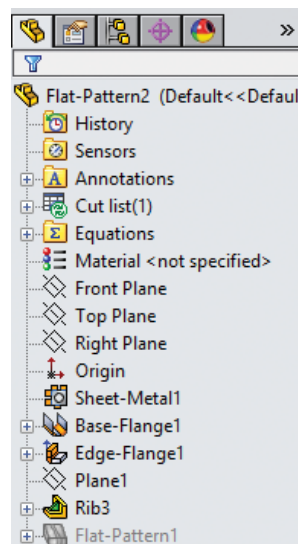 »
Flat-Pattern2 (Default<<Defaul
History
Sensors
A Annotations
Cut list(1)
Σ Equations
Material <not specified>
Front Plane
Top Plane
Right Plane
Origin
Sheet-Metal1
Base-Flange1
Edge-Flange1
Plane1
Rib3
Flat-Pattern1